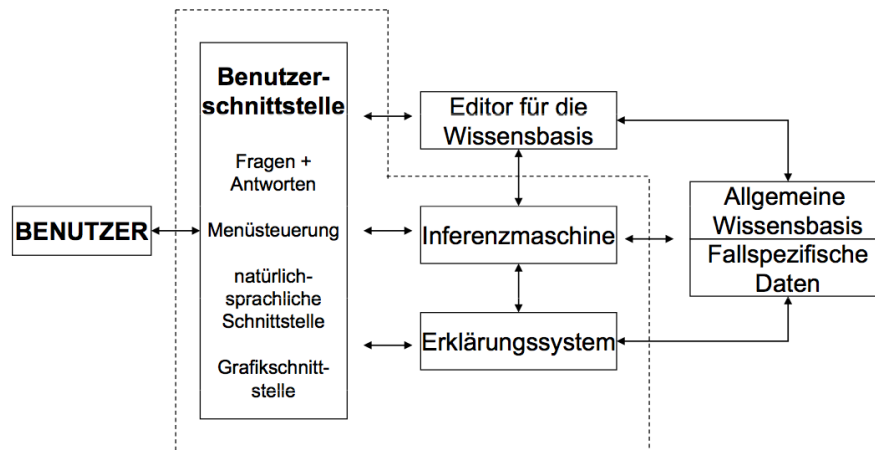 BENUTZER
Benutzer-
schnittstelle
Fragen +
Antworten
Menüsteuerung
natürlich-
sprachliche
Schnittstelle
Grafikschnitt-
stelle
Editor für die
Wissensbasis
Inferenzmaschine
Erklärungssystem
Allgemeine
Wissensbasis
Fallspezifische
Daten